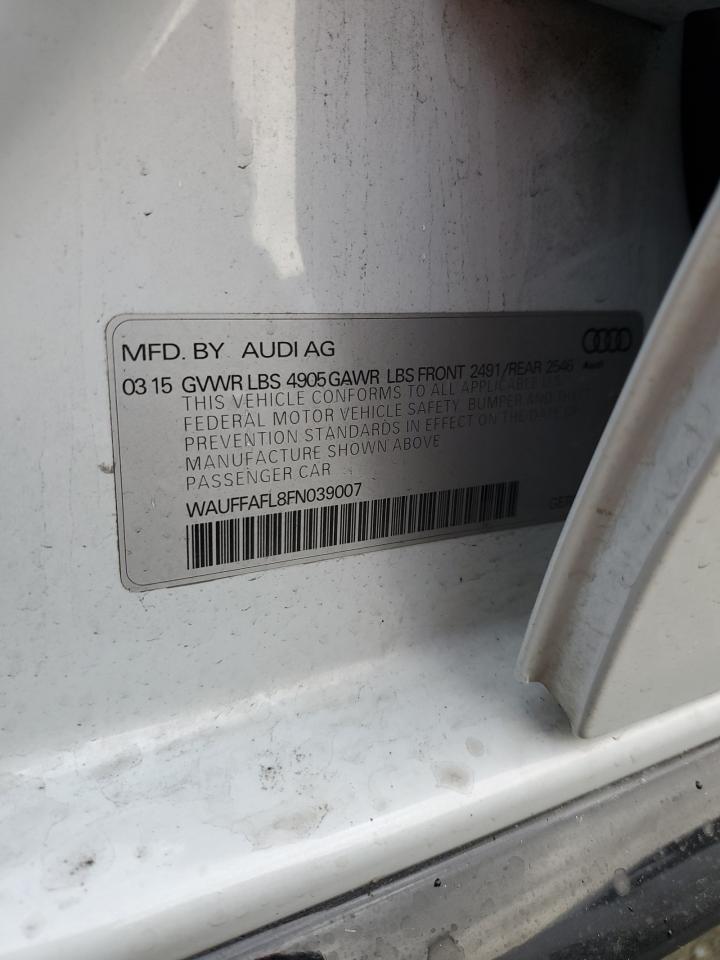 MFD. BY AUDI AG
03 15 GVWR LBS 4905 GAWR LBS FRONT 2491/REAR 2546
Audi
THIS VEHICLE CONFORMS TO ALL APPLICABLE U.S.
FEDERAL MOTOR VEHICLE SAFETY, BUMPER AND THEFT
PREVENTION STANDARDS IN EFFECT ON THE DATE OF
MANUFACTURE SHOWN ABOVE
PASSENGER CAR
WAUFFAFL8FN039007